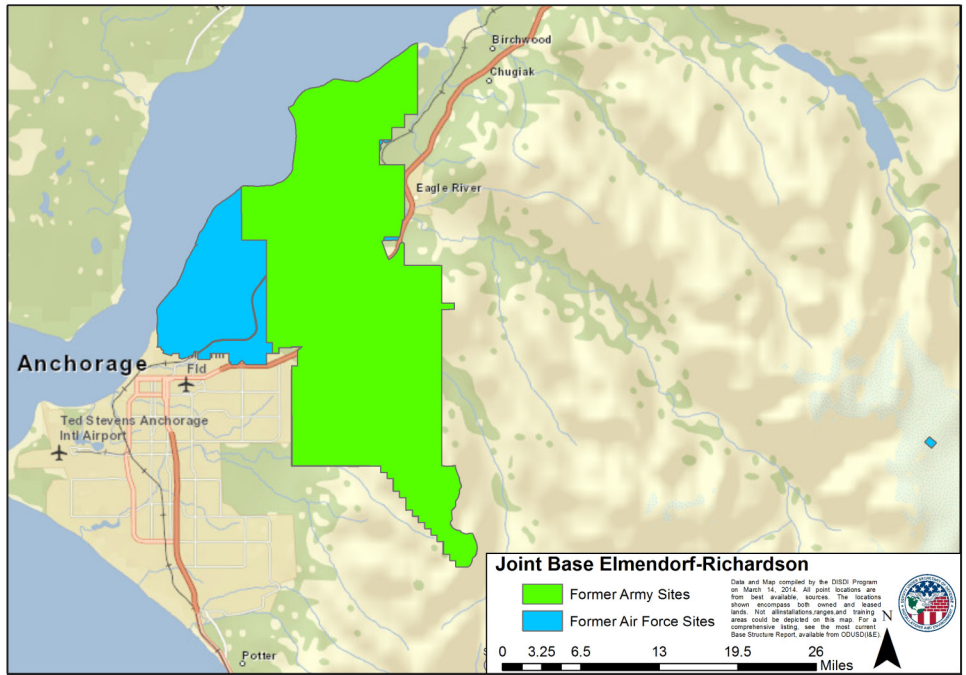 Birchwood
Chugiak
Eagle River
Anchorage
Fld
Ted Stevens Anchorage
Intl Airport
Potter
Joint Base Elmendorf-Richardson
Former Army Sites
Former Air Force Sites
Data and Map compiled by the DISDI Program
on March 14, 2014. All point locations are
from best available, sources. The locations
shown encompass both owned and leased
lands. Not allinstallations,ranges,and training
areas could be depicted on this map. For a
comprehensive listing, see the most current
Base Structure Report, available from ODUSD(I&E).
N
0 3.25 6.5 13 19.5 26
Miles